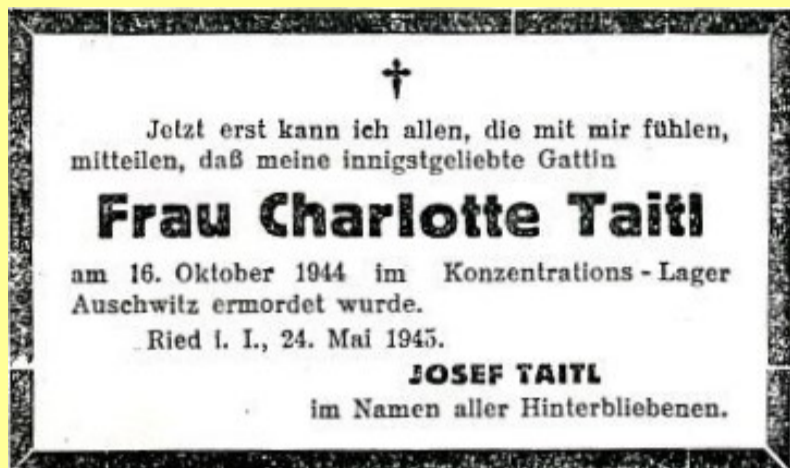 Jetzt erst kann ich allen, die mit mir fühlen,
mitteilen, daß meine innigstgeliebte Gattin
Frau Charlotte Taitl
am 16. Oktober 1944 im Konzentrations-Lager
Auschwitz ermordet wurde.
Ried i. I., 24. Mai 1945.
JOSEF TAITL
im Namen aller Hinterbliebenen.